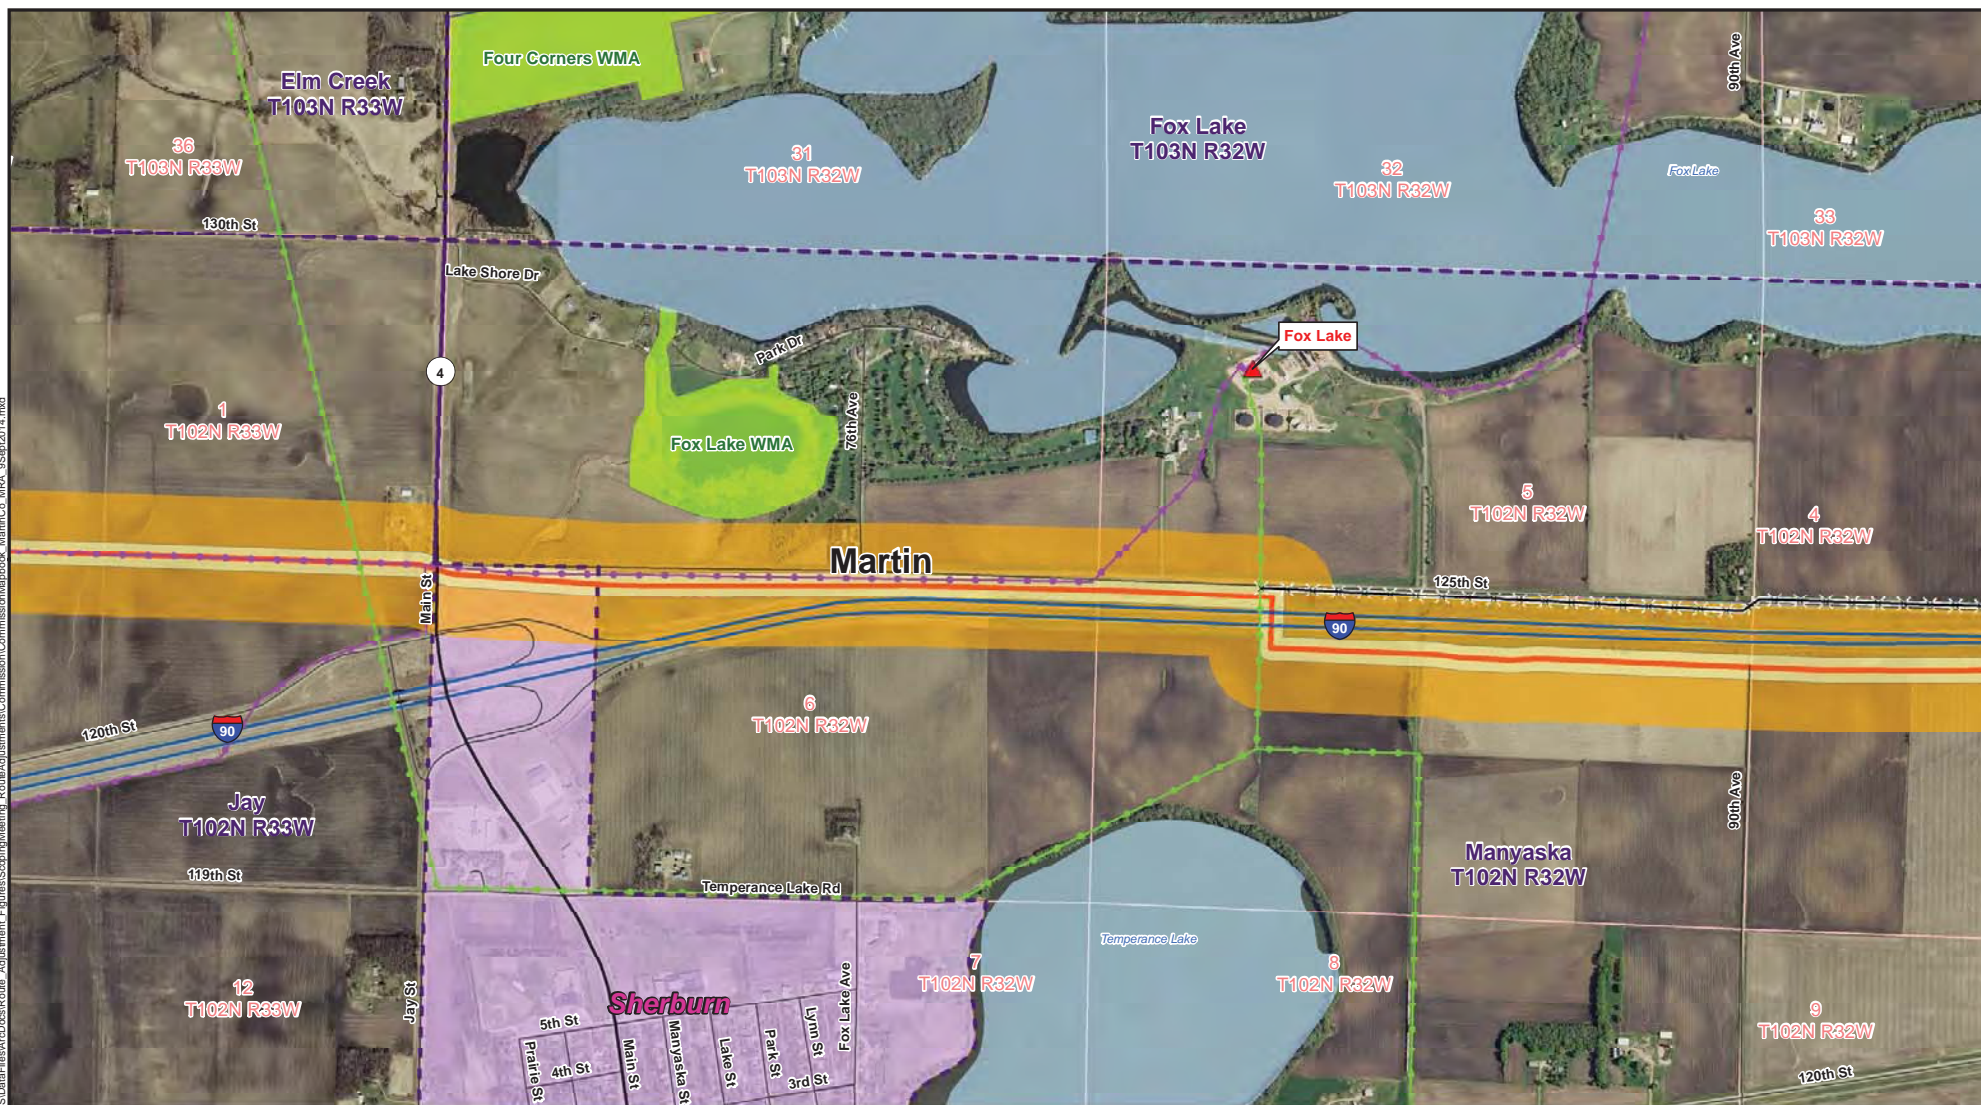 Four Corners WMA
Elm Creek
T103N R33W
90th Ave
Fox Lake
T103N R32W
36
T103N R33W
31
T103N R32W
32
T103N R32W
Fox Lake
33
T103N R32W
130th St
Lake Shore Dr
Fox Lake
Park Dr
4
1
T102N R33W
76th Ave
Fox Lake WMA
5
T102N R32W
4
T102N R32W
Martin
125th St
Main St
90
6
T102N R32W
120th St
90
Jay
T102N R33W
90th Ave
Manyaska
T102N R32W
119th St
Temperance Lake Rd
Temperance Lake
7
T102N R32W
8
T102N R32W
12
T102N R33W
Jay St
Sherburn
9
T102N R32W
5th St
Fox Lake Ave
Lynn St
Park St
Lake St
Manyaska St
Main St
Prairie St
4th St
3rd St
120th St